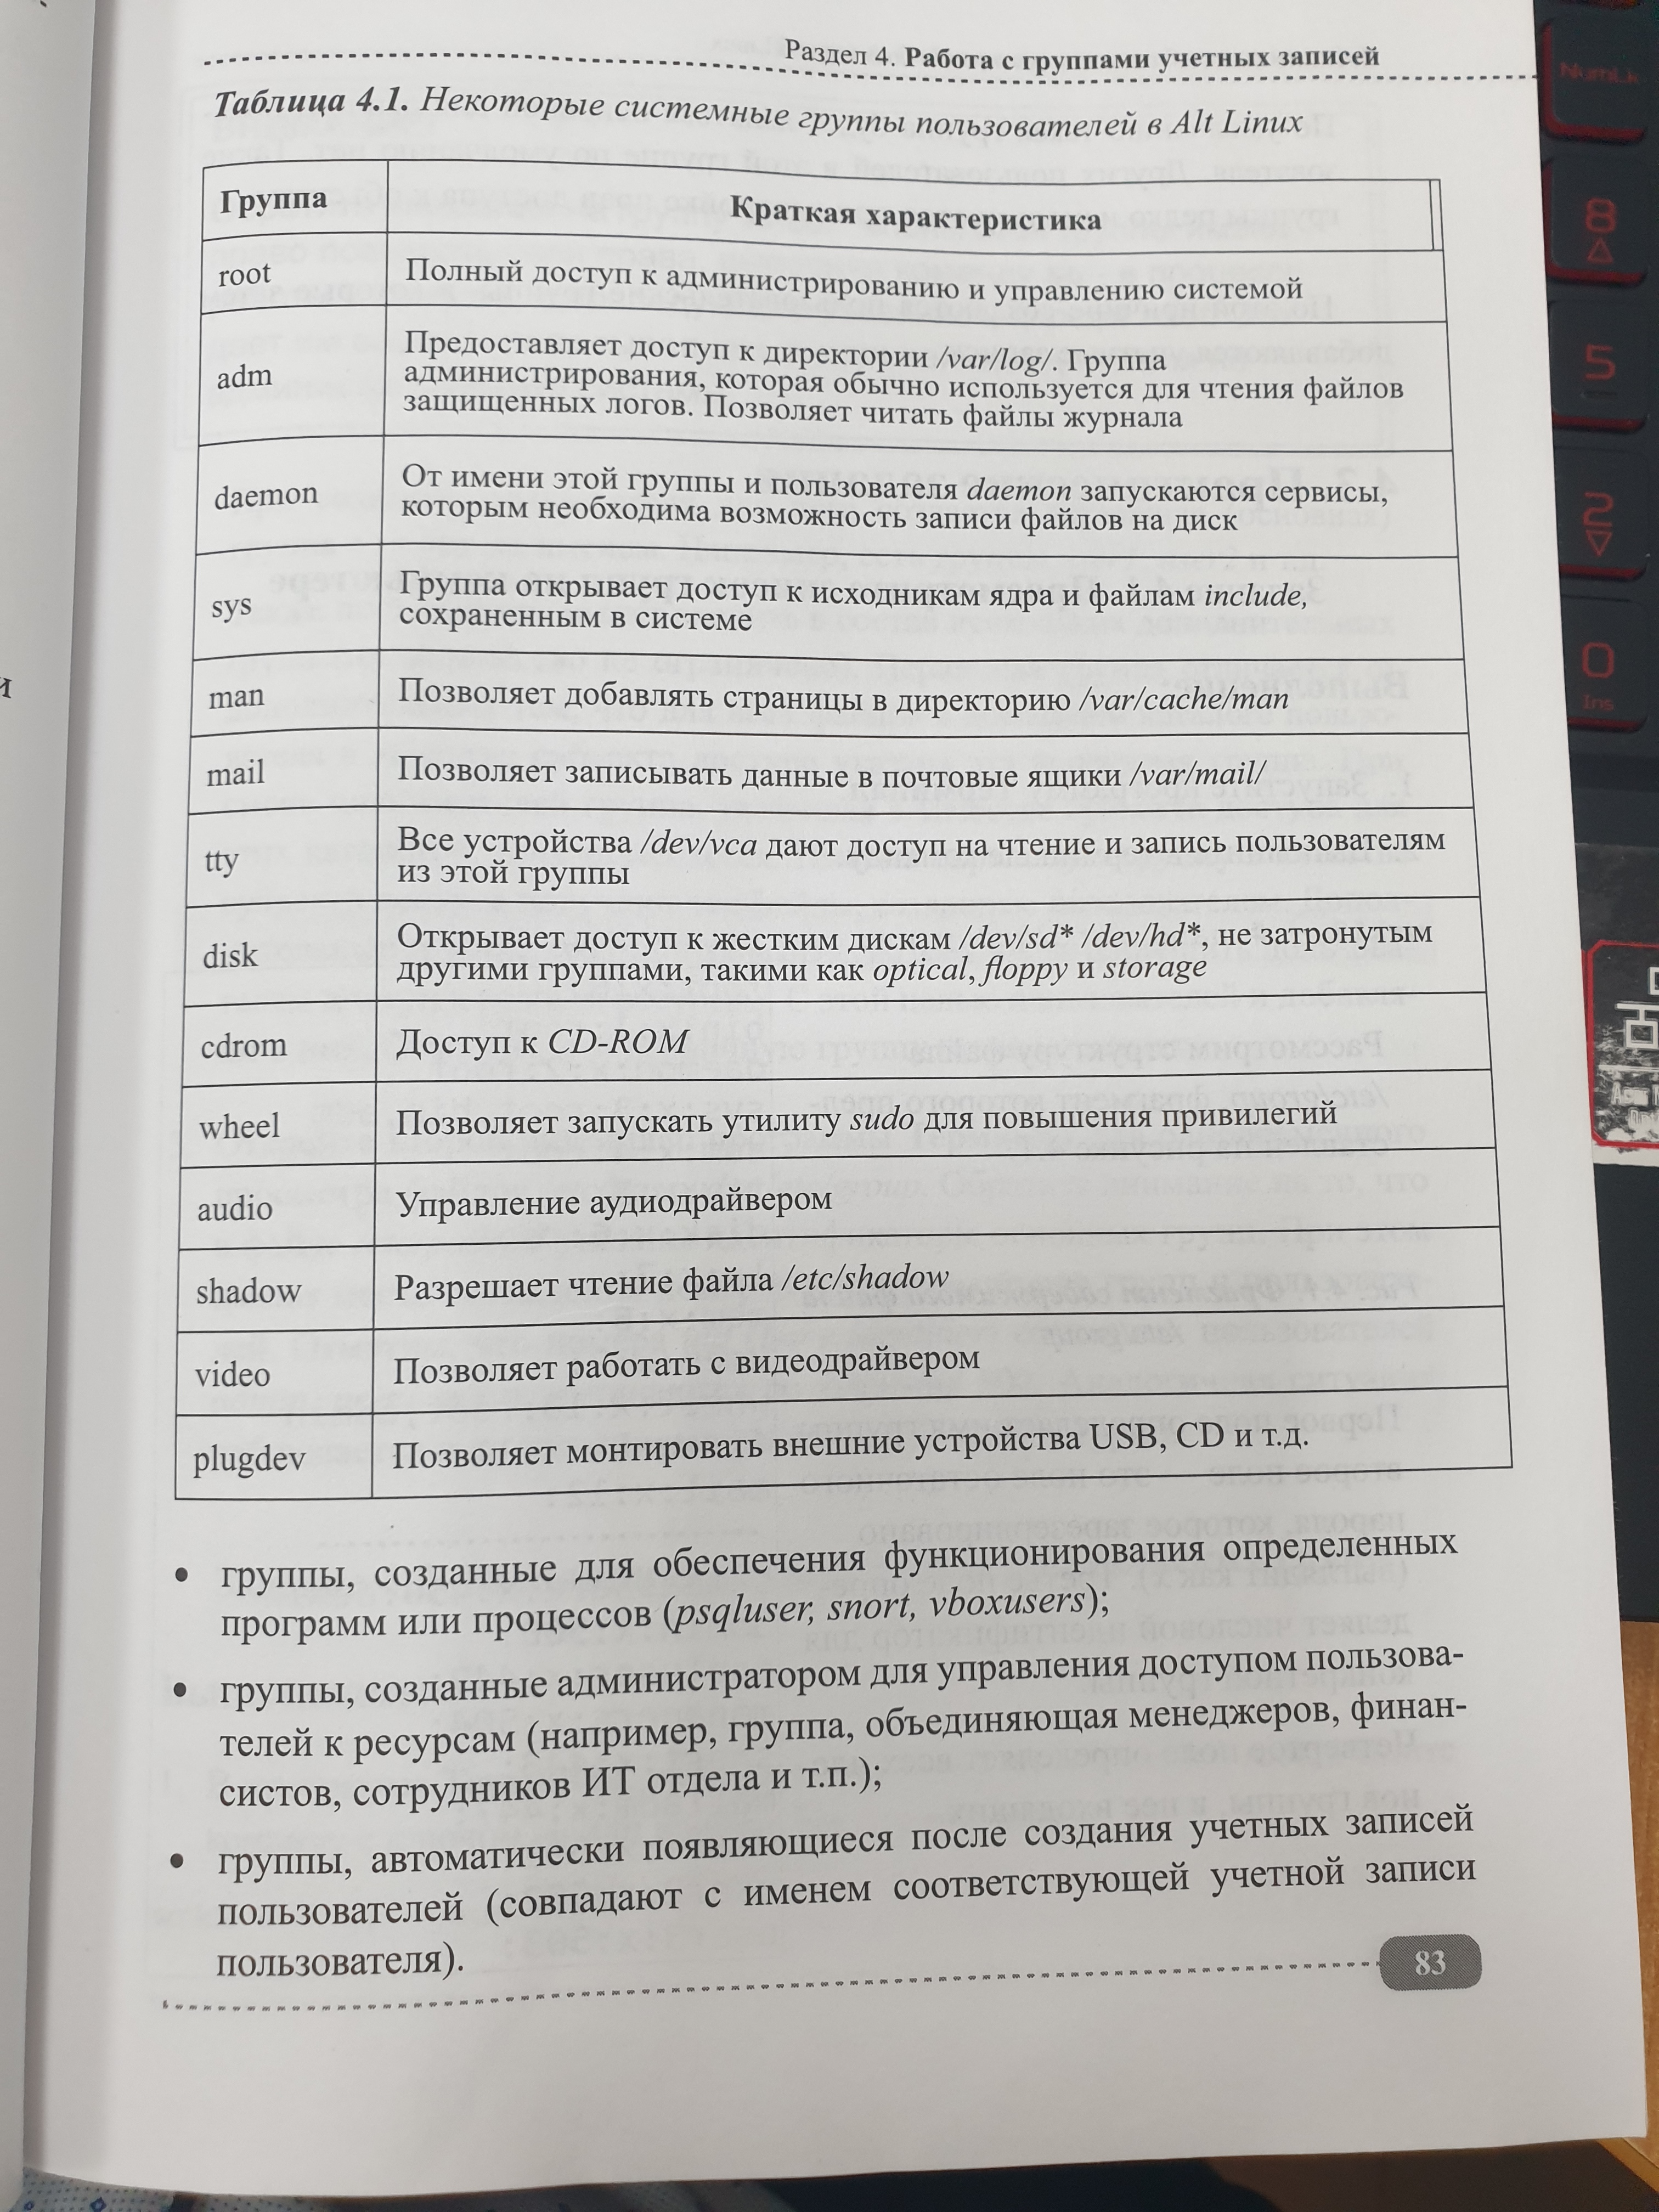 Раздел 4. Работа с группами учетных записей
Таблица 4.1. Некоторые системные группы пользователей в Alt Linux
Группа Краткая характеристика
root Полный доступ к администрированию и управлению системой
adm Предоставляет доступ к директории /var/log/. Группа
администрирования, которая обычно используется для чтения файлов
защищенных логов. Позволяет читать файлы журнала
daemon От имени этой группы и пользователя daemon запускаются сервисы,
которым необходима возможность записи файлов на диск
sys Группа открывает доступ к исходникам ядра и файлам include,
сохраненным в системе
man Позволяет добавлять страницы в директорию /var/cache/man
mail Позволяет записывать данные в почтовые ящики /var/mail/
tty Все устройства /dev/vca дают доступ на чтение и запись пользователям
из этой группы
disk Открывает доступ к жестким дискам /dev/sd* /dev/hd*, не затронутым
другими группами, такими как optical, floppy и storage
cdrom Доступ к CD-ROM
wheel Позволяет запускать утилиту sudo для повышения привилегий
audio Управление аудиодрайвером
shadow Разрешает чтение файла /etc/shadow
video Позволяет работать с видеодрайвером
plugdev Позволяет монтировать внешние устройства USB, CD и т.д.
• группы, созданные для обеспечения функционирования определенных
программ или процессов (psqluser, snort, vboxusers);
• группы, созданные администратором для управления доступом пользова-
телей к ресурсам (например, группа, объединяющая менеджеров, финан-
систов, сотрудников ИТ отдела и т.п.);
• группы, автоматически появляющиеся после создания учетных записей
пользователей (совпадают с именем соответствующей учетной записи
пользователя).
83
и
NumLk
8
5
2
0
Ins